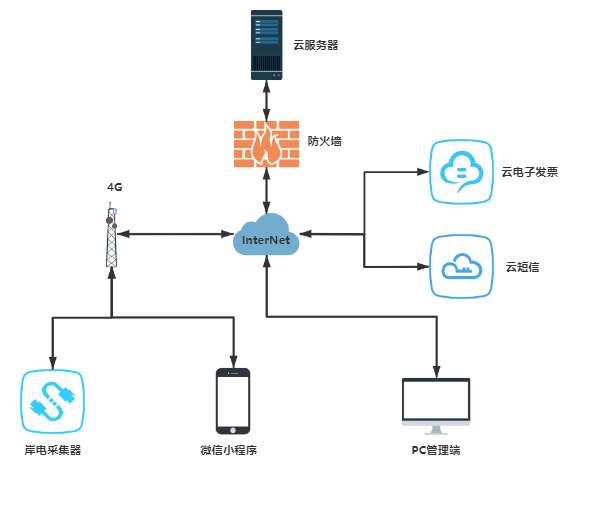 云服务器
防火墙
云电子发票
4G
InterNet
云短信
岸电采集器
微信小程序
PC管理端